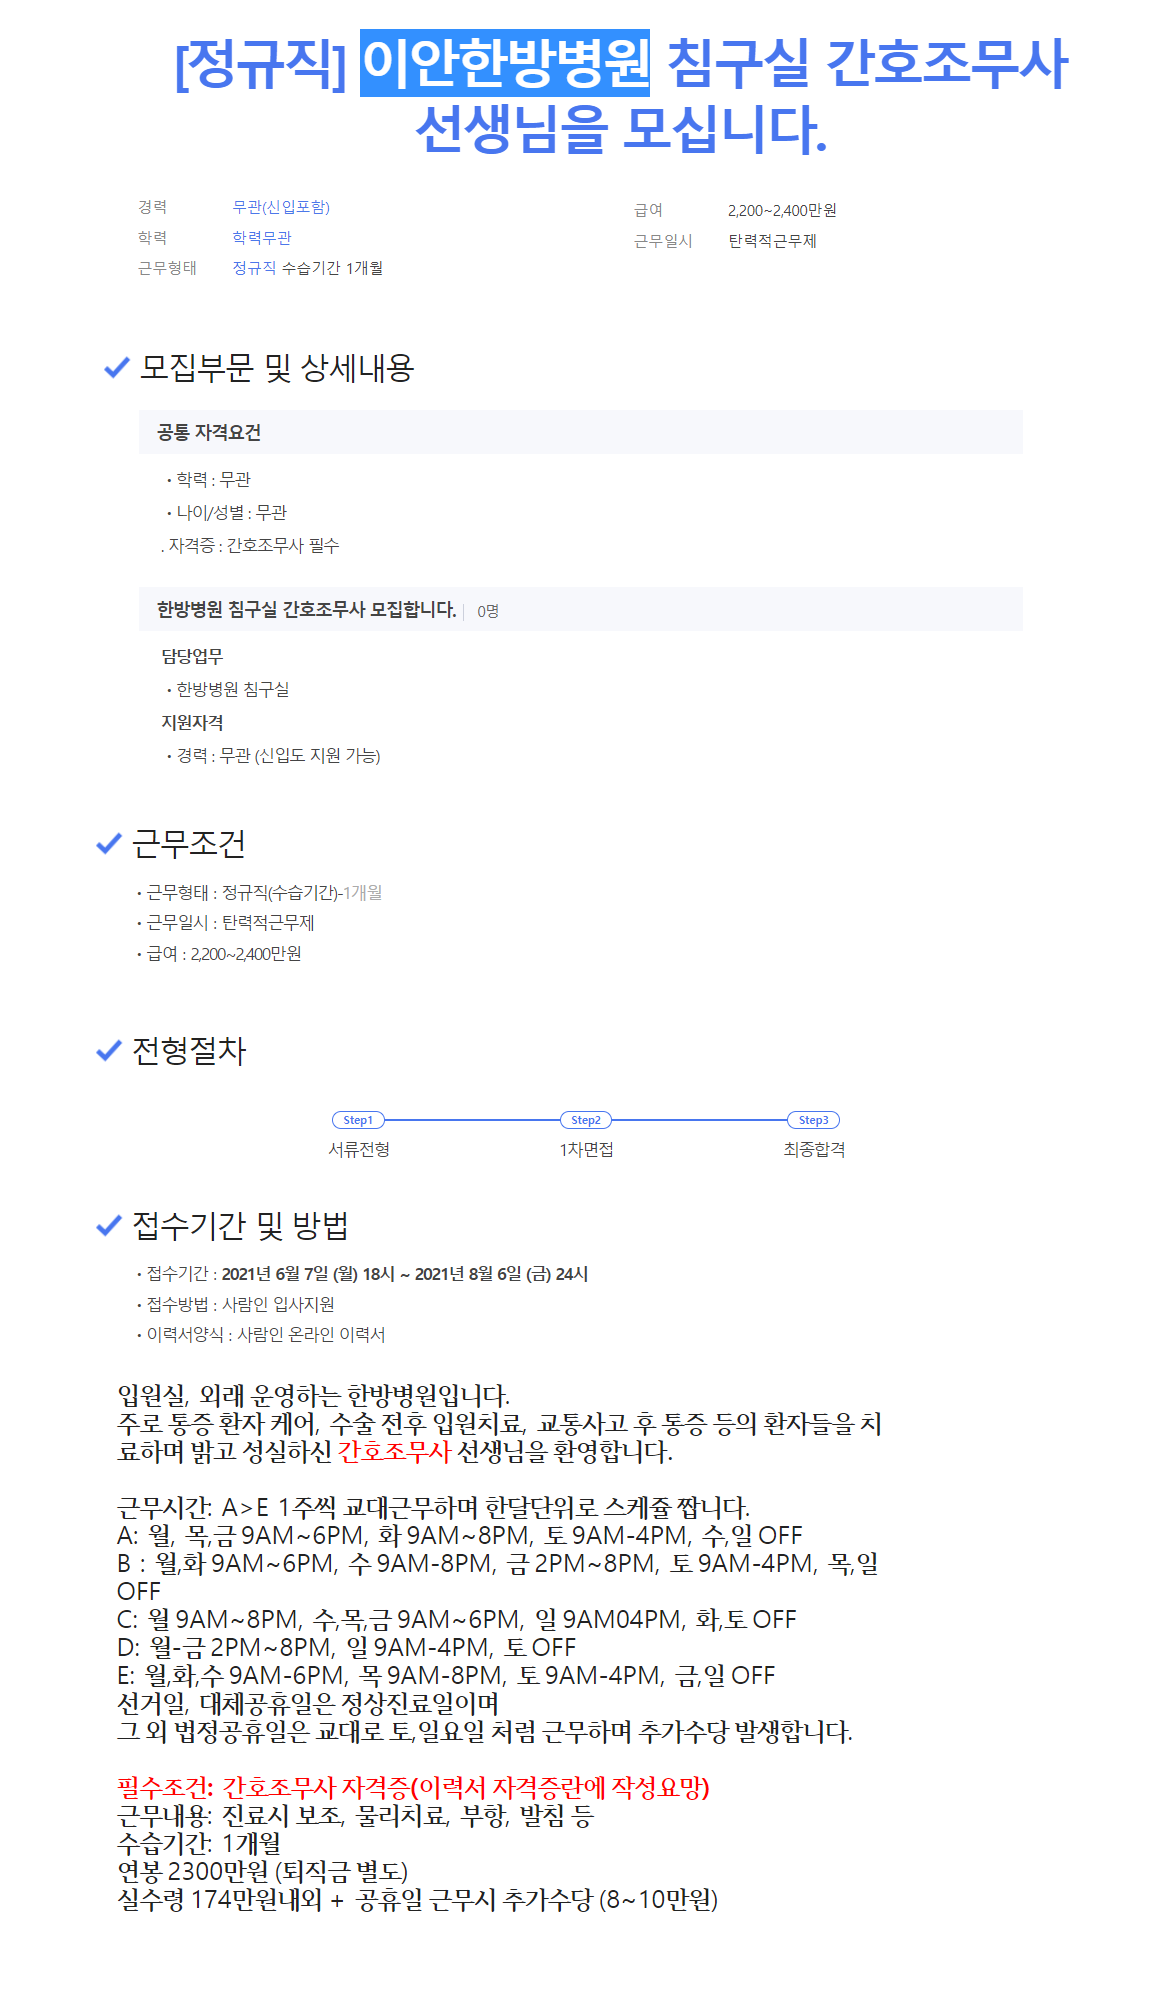 [정규직] 이안한방병원 침구실 간호조무사
선생님을 모십니다.
경력 무관(신입포함)
학력 학력무관
근무형태 정규직 수습기간 1개월
급여 2,200~2,400만원
근무일시 탄력적근무제
모집부문 및 상세내용
공통 자격요건
• 학력 : 무관
• 나이/성별 : 무관
. 자격증 : 간호조무사 필수
한방병원 침구실 간호조무사 모집합니다. | 0명
담당업무
• 한방병원 침구실
지원자격
• 경력 : 무관 (신입도 지원 가능)
근무조건
• 근무형태 : 정규직(수습기간)-1개월
• 근무일시 : 탄력적근무제
• 급여 : 2,200~2,400만원
전형절차
Step1 Step2 Step3
서류전형 1차면접 최종합격
접수기간 및 방법
• 접수기간 : 2021년 6월 7일 (월) 18시 ~ 2021년 8월 6일 (금) 24시
• 접수방법 : 사람인 입사지원
• 이력서양식 : 사람인 온라인 이력서
입원실, 외래 운영하는 한방병원입니다.
주로 통증 환자 케어, 수술 전후 입원치료, 교통사고 후 통증 등의 환자들을 치
료하며 밝고 성실하신 간호조무사 선생님을 환영합니다.
근무시간: A>E 1주씩 교대근무하며 한달단위로 스케쥴 짭니다.
A: 월, 목,금 9AM~6PM, 화 9AM~8PM, 토 9AM-4PM, 수,일 OFF
B : 월,화 9AM~6PM, 수 9AM-8PM, 금 2PM~8PM, 토 9AM-4PM, 목,일
OFF
C: 월 9AM~8PM, 수,목,금 9AM~6PM, 일 9AM04PM, 화,토 OFF
D: 월-금 2PM~8PM, 일 9AM-4PM, 토 OFF
E: 월,화,수 9AM-6PM, 목 9AM-8PM, 토 9AM-4PM, 금,일 OFF
선거일, 대체공휴일은 정상진료일이며
그 외 법정공휴일은 교대로 토,일요일 처럼 근무하며 추가수당 발생합니다.
필수조건: 간호조무사 자격증(이력서 자격증란에 작성요망)
근무내용: 진료시 보조, 물리치료, 부항, 발침 등
수습기간: 1개월
연봉 2300만원 (퇴직금 별도)
실수령 174만원내외 + 공휴일 근무시 추가수당 (8~10만원)